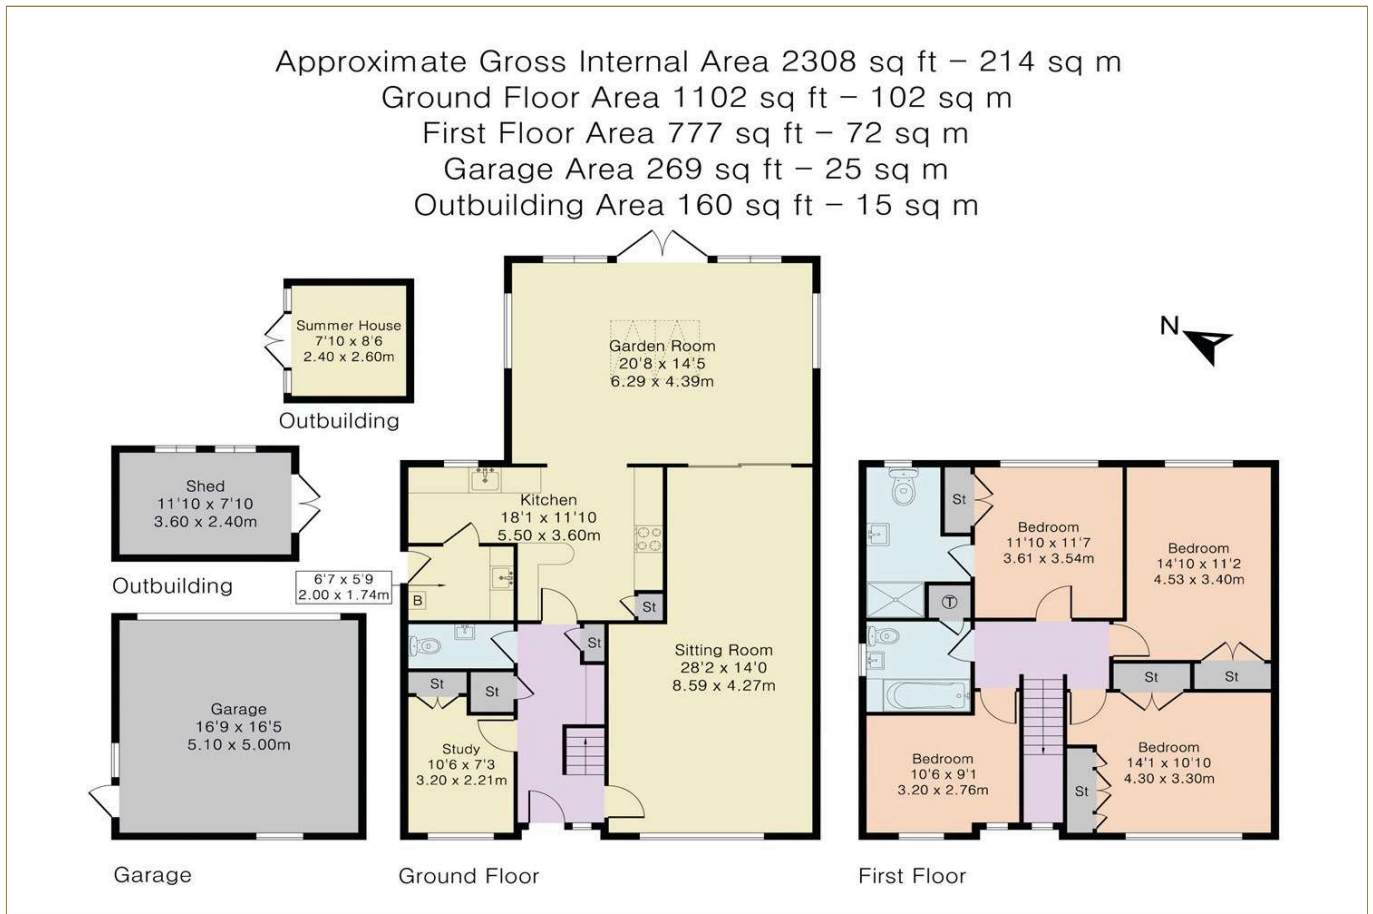 Approximate Gross Internal Area 2308 sq ft – 214 sq m
Ground Floor Area 1102 sq ft – 102 sq m
First Floor Area 777 sq ft – 72 sq m
Garage Area 269 sq ft – 25 sq m
Outbuilding Area 160 sq ft – 15 sq m
Summer House
7'10 x 8'6
2.40 x 2.60m
Outbuilding
Shed
11'10 x 7'10
3.60 x 2.40m
Outbuilding
Garage
16'9 x 16'5
5.10 x 5.00m
Garage
Garden Room
20'8 x 14'5
6.29 x 4.39m
Kitchen
18'1 x 11'10
5.50 x 3.60m
6'7 x 5'9
2.00 x 1.74m
B
St
St
Sitting Room
28'2 x 14'0
8.59 x 4.27m
St
St
Study
10'6 x 7'3
3.20 x 2.21m
Ground Floor
N
St
Bedroom
11'10 x 11'7
3.61 x 3.54m
Bedroom
14'10 x 11'2
4.53 x 3.40m
T
St
St
Bedroom
10'6 x 9'1
3.20 x 2.76m
St
Bedroom
14'1 x 10'10
4.30 x 3.30m
First Floor